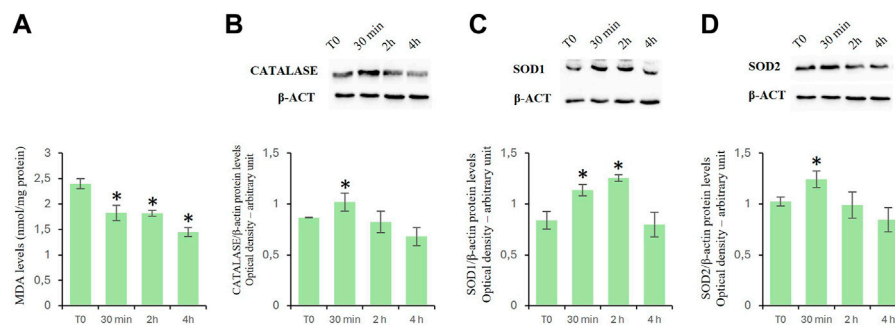 A
B
C
D
T0 30 min 2h 4h
CATALASE
β-ACT
T0 30 min 2h 4h
SOD1
β-ACT
T0 30 min 2h 4h
SOD2
β-ACT
MDA levels (nmol/mg protein)
3
2,5
2
1,5
1
0,5
0
* * *
T0 30 min 2h 4h
CATALASE/β-actin protein levels
Optical density – arbitrary unit
1,5
1
0,5
0
*
T0 30 min 2 h 4 h
SOD1/β-actin protein levels
Optical density – arbitrary unit
1,5
1
0,5
0
* *
T0 30 min 2 h 4 h
SOD2/β-actin protein levels
Optical density – arbitrary unit
1,5
1
0,5
0
*
T0 30 min 2 h 4 h